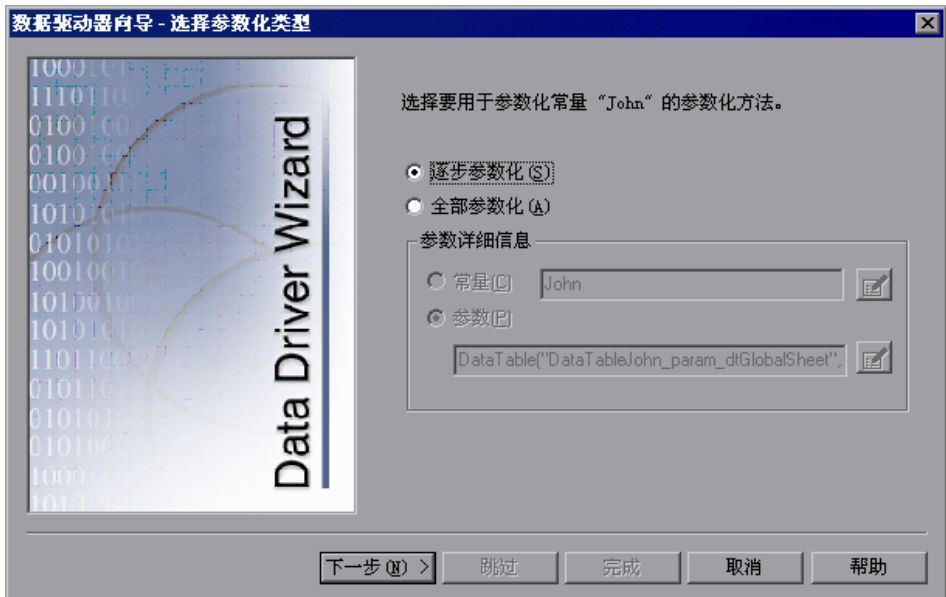 数据驱动器向导 - 选择参数化类型
Data Driver Wizard
选择要用于参数化常量 “John” 的参数化方法。
逐步参数化(S)
全部参数化(A)
参数详细信息
常量(C)
John
参数(P)
DataTable("DataTableJohn_param_dtGlobalSheet",
下一步(N) >
跳过
完成
取消
帮助